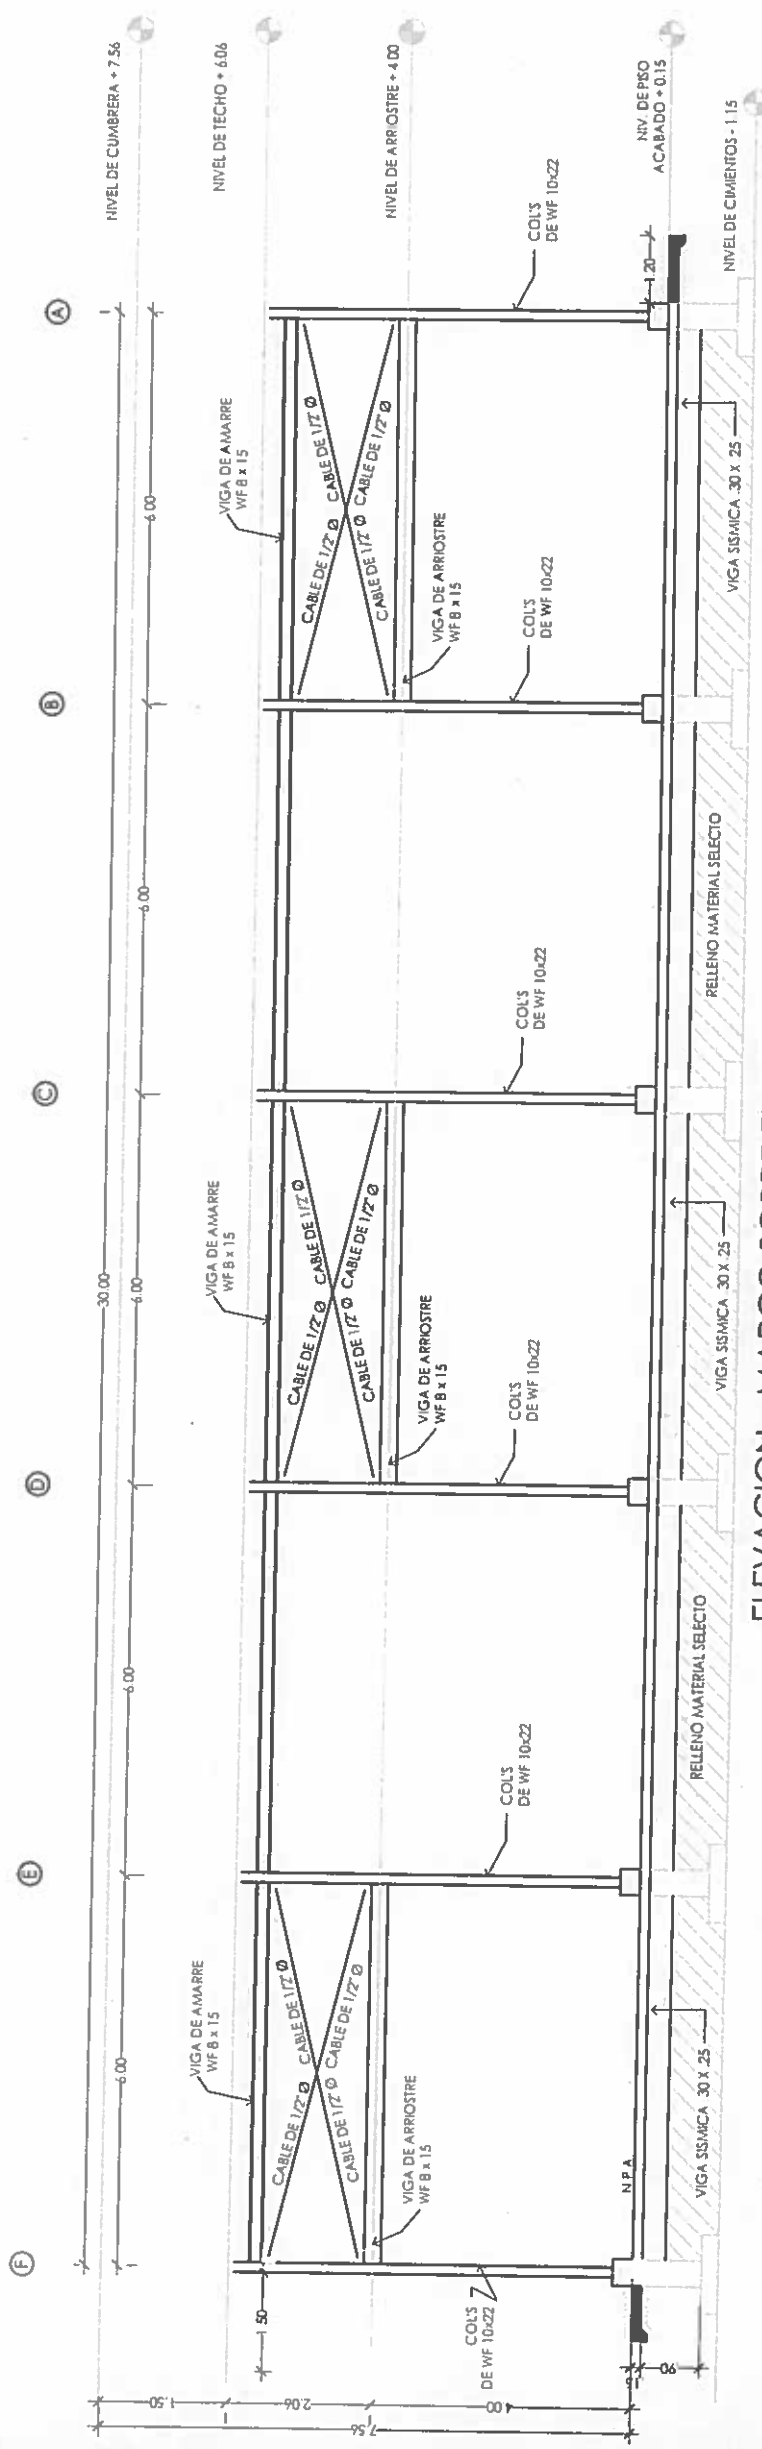 F
E
D
C
B
A
30.00
6.00
6.00
6.00
6.00
6.00
NIVEL DE CUMBRERA + 7.56
NIVEL DE TECHO + 6.06
NIVEL DE ARRIOSTRE + 4.00
NIV. DE PISO
ACABADO + 0.15
NIVEL DE CIMIENTOS - 1.15
VIGA DE AMARRE
WF 8 x 15
VIGA DE AMARRE
WF 8 x 15
VIGA DE AMARRE
WF 8 x 15
CABLE DE 1/2" Ø
CABLE DE 1/2" Ø
CABLE DE 1/2" Ø
CABLE DE 1/2" Ø
CABLE DE 1/2" Ø
CABLE DE 1/2" Ø
CABLE DE 1/2" Ø
CABLE DE 1/2" Ø
CABLE DE 1/2" Ø
CABLE DE 1/2" Ø
CABLE DE 1/2" Ø
CABLE DE 1/2" Ø
VIGA DE ARRIOSTRE
WF 8 x 15
VIGA DE ARRIOSTRE
WF 8 x 15
VIGA DE ARRIOSTRE
WF 8 x 15
COL'S
DE WF 10x22
COL'S
DE WF 10x22
COL'S
DE WF 10x22
COL'S
DE WF 10x22
COL'S
DE WF 10x22
COL'S
DE WF 10x22
1.50
2.06
4.00
7.56
.50
.90
1.20
N.P.A.
VIGA SISMICA .30 X .25
RELLENO MATERIAL SELECTO
VIGA SISMICA .30 X .25
RELLENO MATERIAL SELECTO
VIGA SISMICA .30 X .25